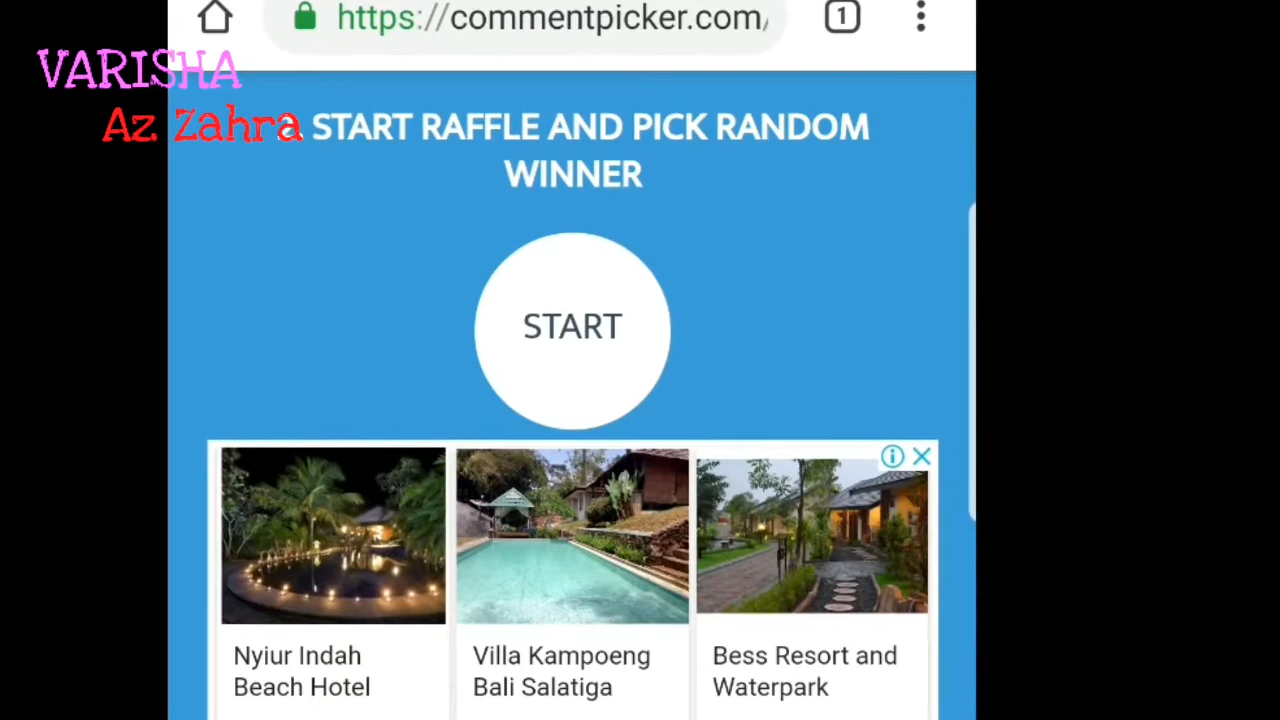 https://commentpicker.com/
1
VARISHA
Az Zahra
START RAFFLE AND PICK RANDOM
WINNER
START
Nyiur Indah
Beach Hotel
Villa Kampoeng
Bali Salatiga
Bess Resort and
Waterpark